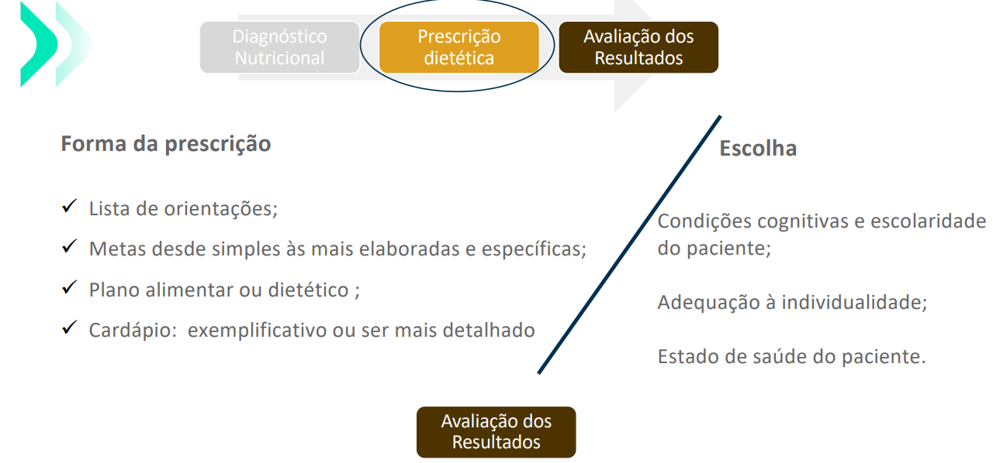 Diagnóstico
Nutricional
Prescrição
dietética
Avaliação dos
Resultados
Forma da prescrição
✓ Lista de orientações;
✓ Metas desde simples às mais elaboradas e específicas;
✓ Plano alimentar ou dietético ;
✓ Cardápio: exemplificativo ou ser mais detalhado
Escolha
Condições cognitivas e escolaridade
do paciente;
Adequação à individualidade;
Estado de saúde do paciente.
Avaliação dos
Resultados